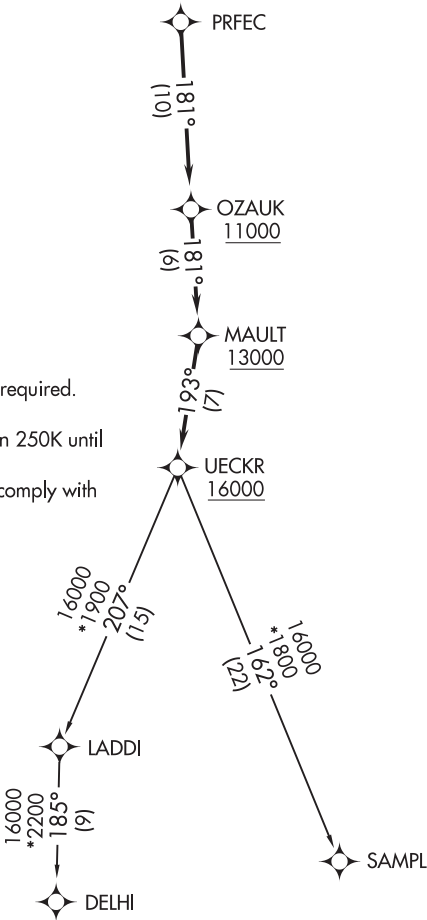 PRFEC
181°
(10)
OZAUK
11000
181°
(6)
MAULT
13000
required.
193°
(7)
n 250K until
UECKR
16000
comply with
16000
*1900
207°
(15)
16000
*1800
162°
(22)
LADDI
16000
*2200
185°
(9)
SAMPL
DELHI